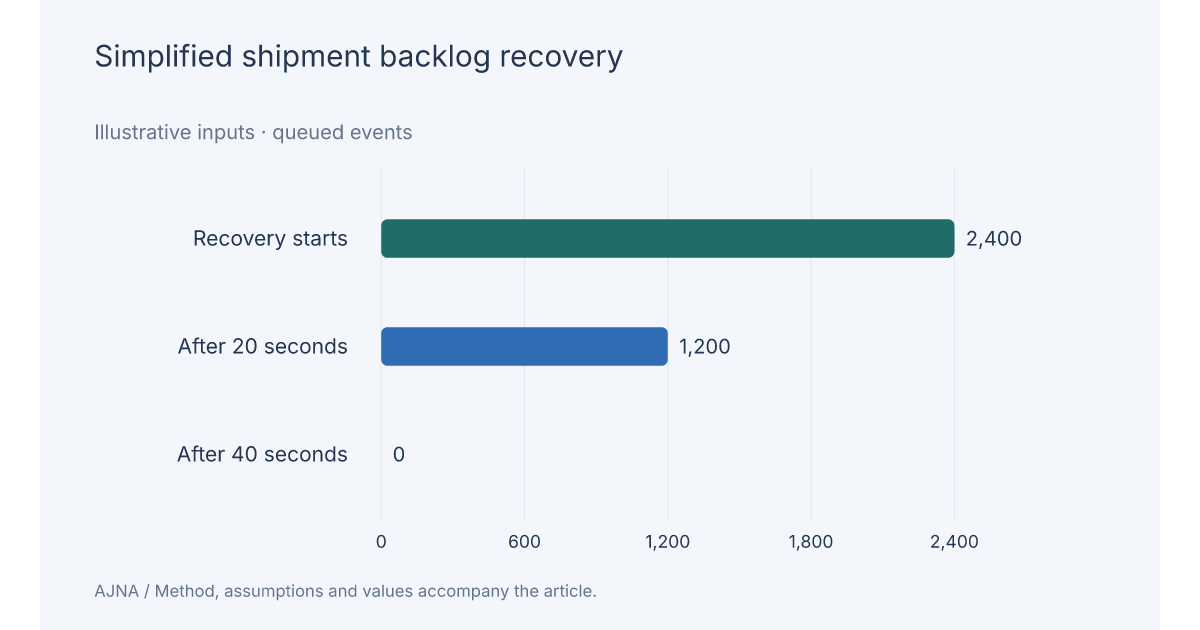 Simplified shipment backlog recovery
Illustrative inputs · queued events
Recovery starts 2,400
After 20 seconds 1,200
After 40 seconds 0
0 600 1,200 1,800 2,400
AJNA / Method, assumptions and values accompany the article.